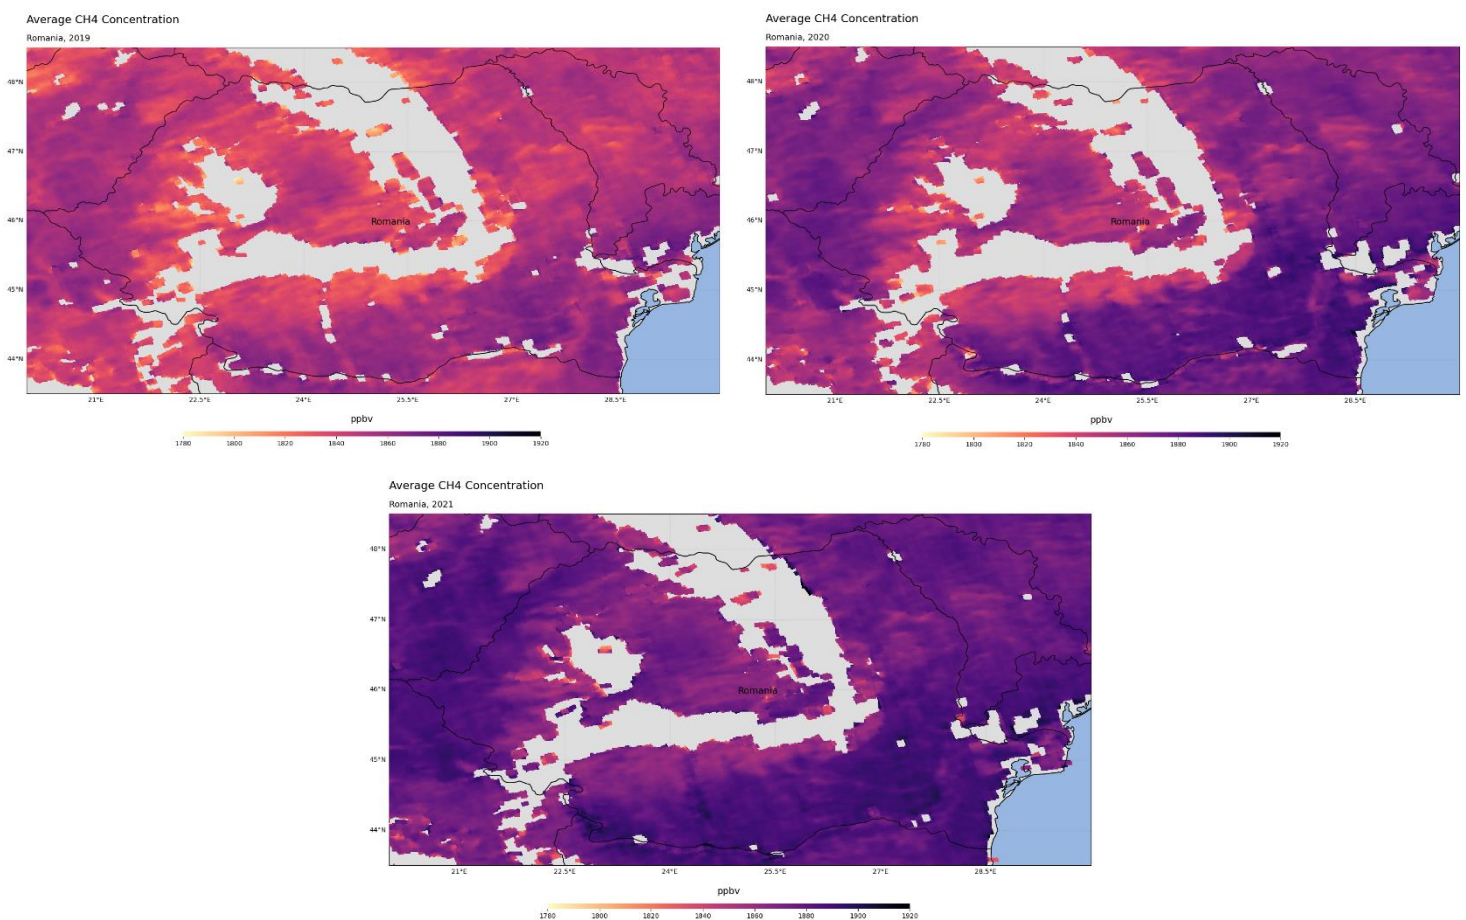 Average CH4 Concentration
Romania, 2019
48°N
47°N
46°N
45°N
44°N
Romania
21°E 22.5°E 24°E 25.5°E 27°E 28.5°E
ppbv
1780 1800 1820 1840 1860 1880 1900 1920
Average CH4 Concentration
Romania, 2020
48°N
47°N
46°N
45°N
44°N
Romania
21°E 22.5°E 24°E 25.5°E 27°E 28.5°E
ppbv
1780 1800 1820 1840 1860 1880 1900 1920
Average CH4 Concentration
Romania, 2021
48°N
47°N
46°N
45°N
44°N
Romania
21°E 22.5°E 24°E 25.5°E 27°E 28.5°E
ppbv
1780 1800 1820 1840 1860 1880 1900 1920